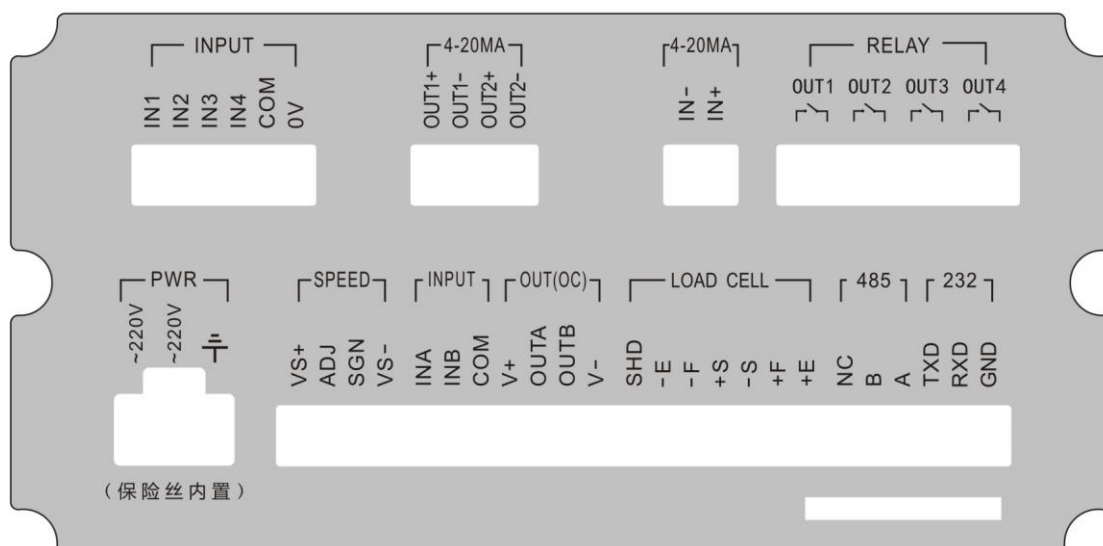 INPUT
IN1 IN2 IN3 IN4 COM 0V
4-20MA
OUT1+ OUT1- OUT2+ OUT2-
4-20MA
IN- IN+
RELAY
OUT1 OUT2 OUT3 OUT4
PWR
~220V ~220V
SPEED
VS+ ADJ SGN VS-
INPUT
INA INB COM
OUT(OC)
V+ OUTA OUTB V-
LOAD CELL
SHD -E -F +S -S +F +E
485
NC B A
232
TXD RXD GND
(保险丝内置)